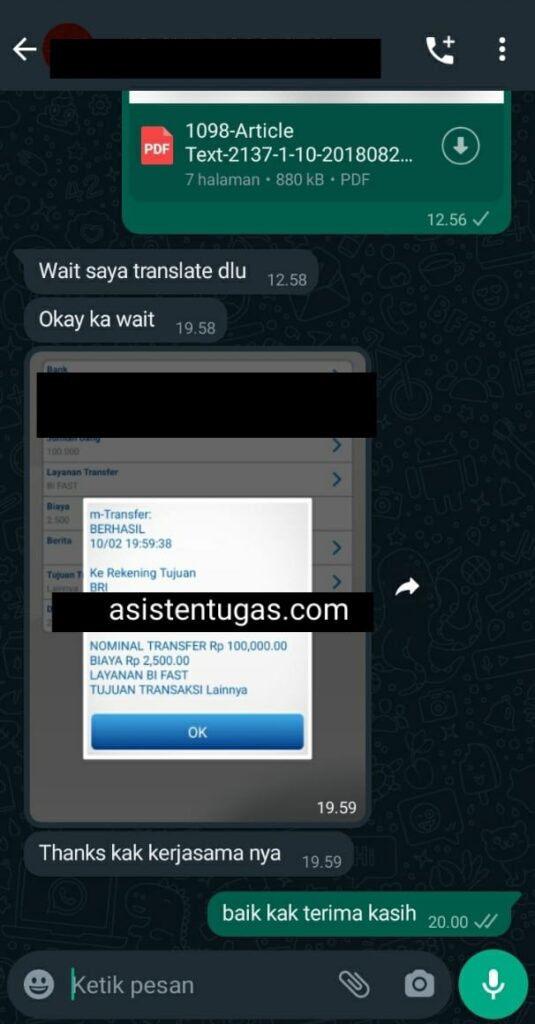 1098-Article
Text-2137-1-10-2018082...
PDF
7 halaman • 880 kB • PDF
12.56
Wait saya translate dlu
12.58
Okay ka wait
19.58
Bank
100.000
Layanan Transfer
BI FAST
Biaya
2.500
Berita
Tujuan T
m-Transfer:
BERHASIL
10/02 19:59:38
Ke Rekening Tujuan
BRI
asistentugas.com
NOMINAL TRANSFER Rp 100,000.00
BIAYA Rp 2,500.00
LAYANAN BI FAST
TUJUAN TRANSAKSI Lainnya
OK
19.59
Thanks kak kerjasama nya
19.59
baik kak terima kasih
20.00
Ketik pesan